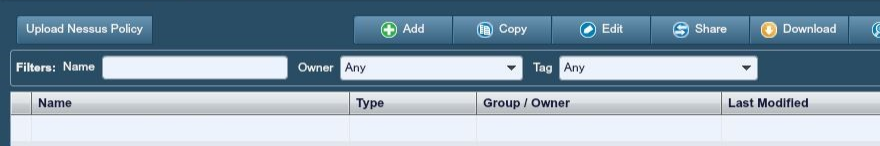 Upload Nessus Policy Add Copy Edit Share Download
Filters: Name Owner Any Tag Any
Name Type Group / Owner Last Modified